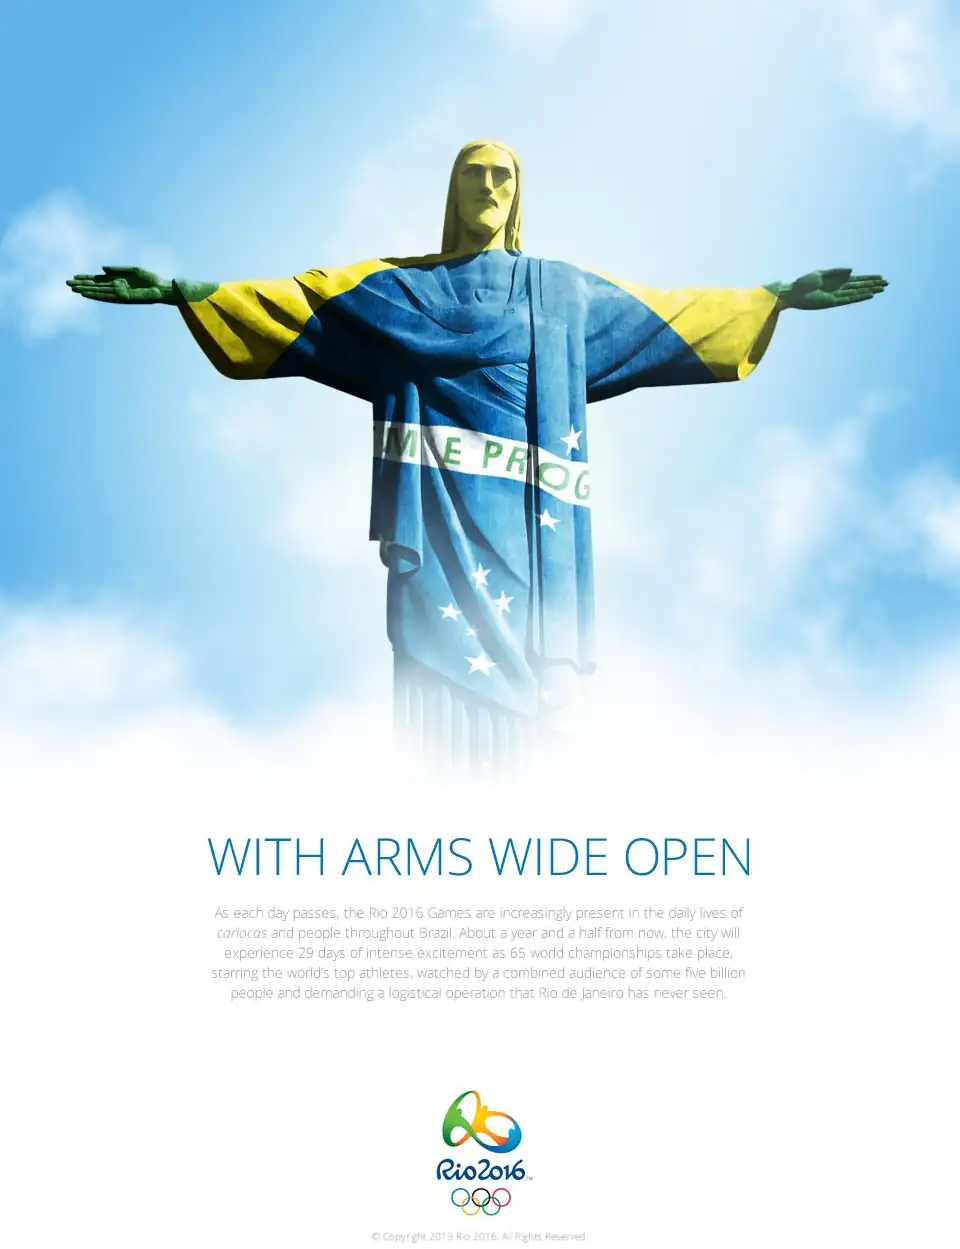 EM E PROG
WITH ARMS WIDE OPEN
As each day passes, the Rio 2016 Games are increasingly present in the daily lives of
cariocas and people throughout Brazil. About a year and a half from now, the city will
experience 29 days of intense excitement as 65 world championships take place,
starring the world's top athletes, watched by a combined audience of some five billion
people and demanding a logistical operation that Rio de Janeiro has never seen.
Rio2016™
© Copyright 2013 Rio 2016. All Rights Reserved.